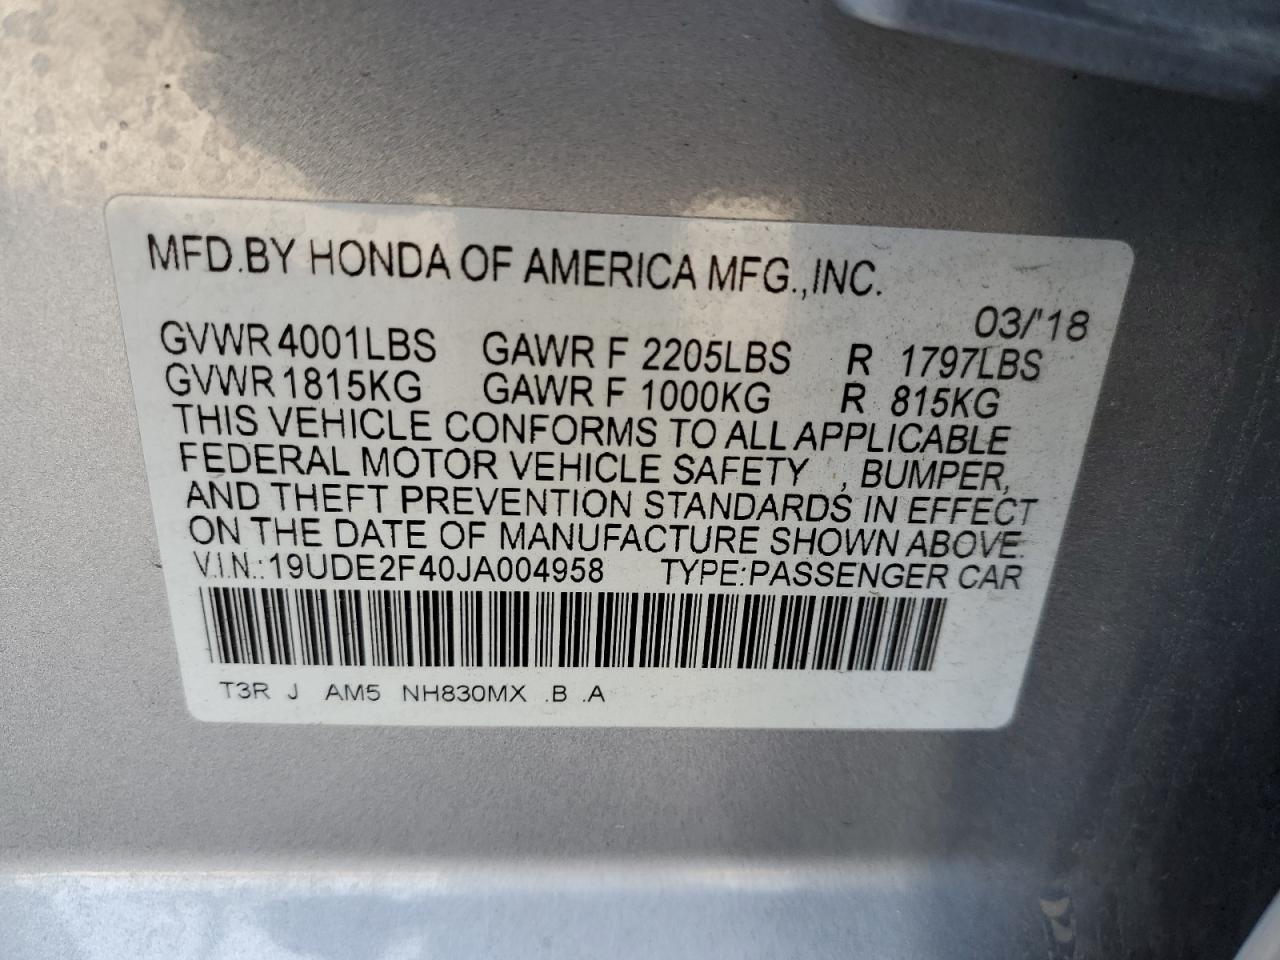 MFD.BY HONDA OF AMERICA MFG.,INC.
03/'18
GVWR 4001LBS GAWR F 2205LBS R 1797LBS
GVWR 1815KG GAWR F 1000KG R 815KG
THIS VEHICLE CONFORMS TO ALL APPLICABLE
FEDERAL MOTOR VEHICLE SAFETY , BUMPER,
AND THEFT PREVENTION STANDARDS IN EFFECT
ON THE DATE OF MANUFACTURE SHOWN ABOVE.
V.I.N.:19UDE2F40JA004958 TYPE:PASSENGER CAR
T3R J AM5 NH830MX .B .A